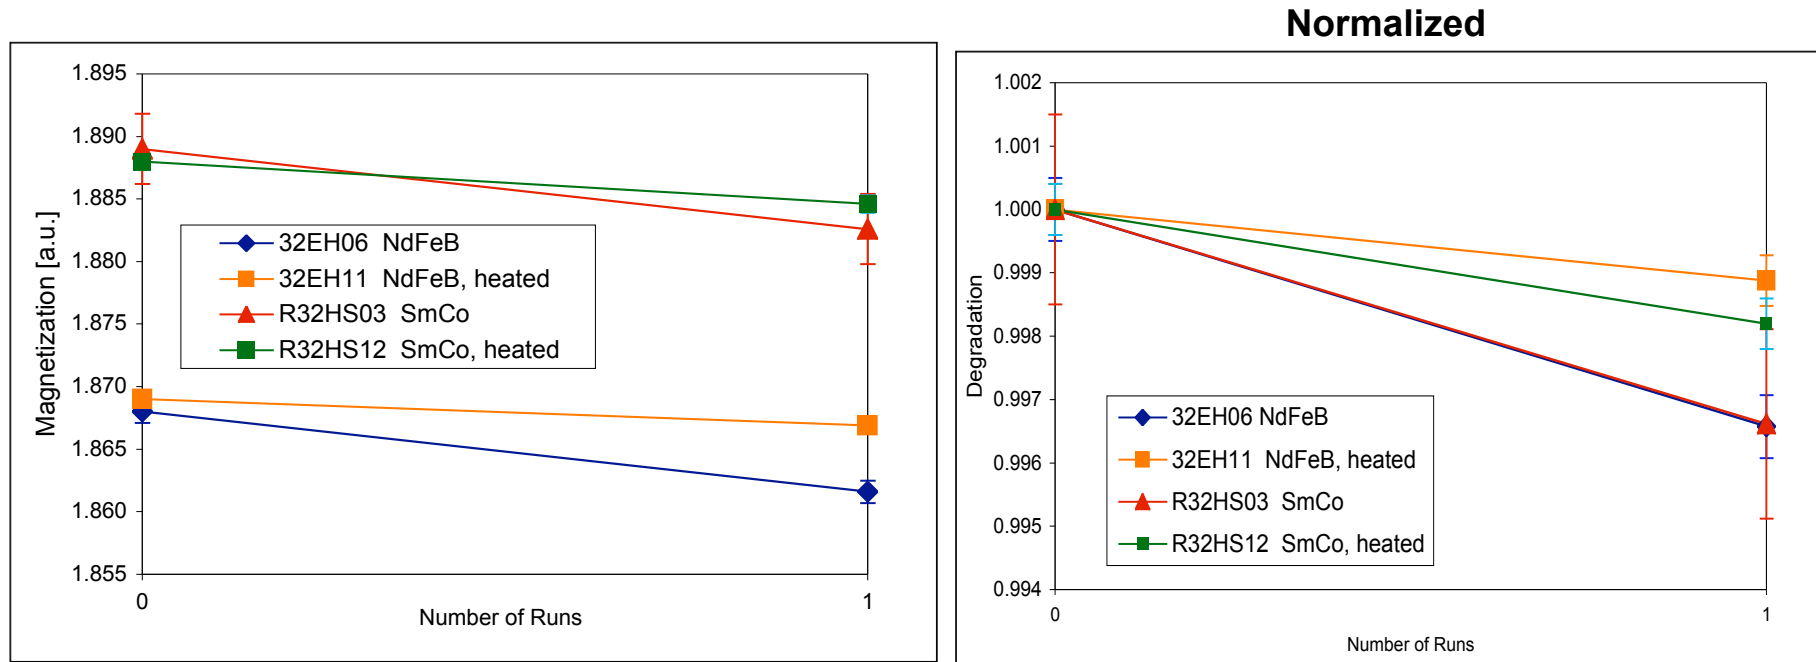 Normalized
1.895
1.890
1.885
1.880
1.875
1.870
1.865
1.860
1.855
Magnetization [a.u.]
32EH06 NdFeB
32EH11 NdFeB, heated
R32HS03 SmCo
R32HS12 SmCo, heated
0
1
Number of Runs
1.002
1.001
1.000
0.999
0.998
0.997
0.996
0.995
0.994
Degradation
32EH06 NdFeB
32EH11 NdFeB, heated
R32HS03 SmCo
R32HS12 SmCo, heated
0
1
Number of Runs